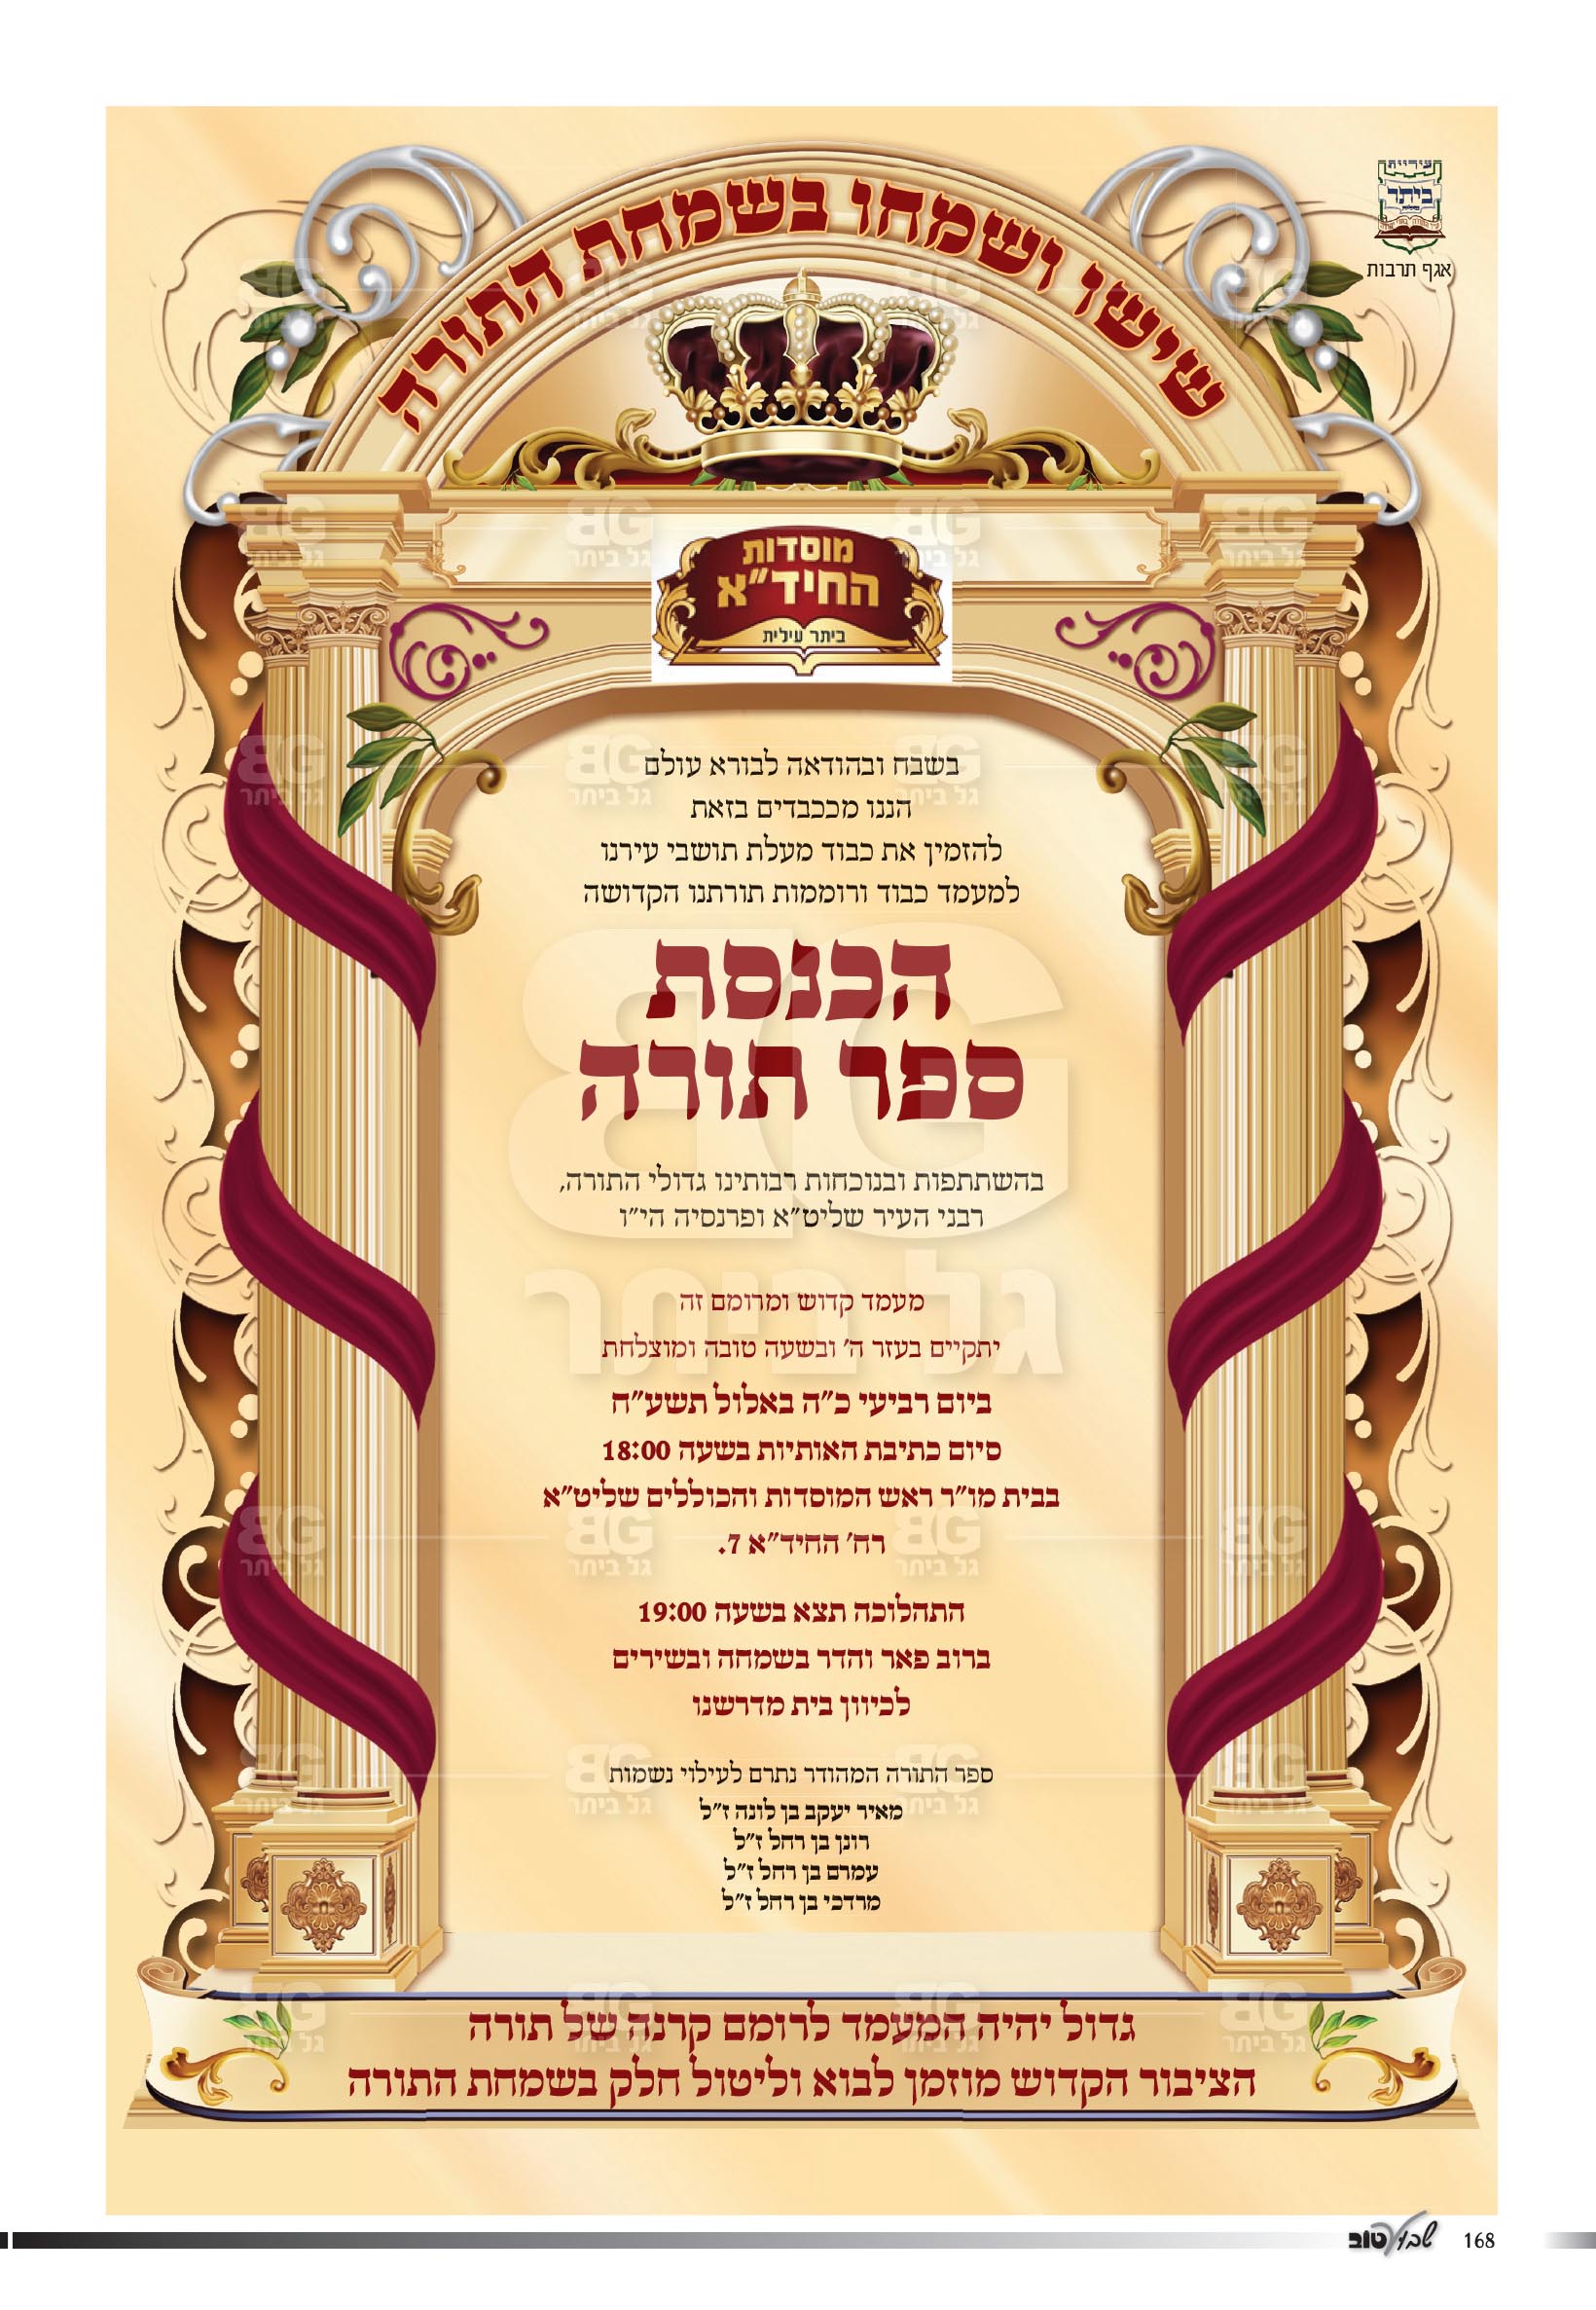 שישו ושמחו בשמחת התורה
עיריית
ביתר
אגף תרבות
מוסדות
החיד"א
ביתר עילית
בשבח ובהודאה לבורא עולם
הננו מככבדים בזאת
להזמין את כבוד מעלת תושבי עירנו
למעמד כבוד ורוממות תורתנו הקדושה
הכנסת
ספר תורה
בהשתתפות ובנוכחות רבותינו גדולי התורה,
רבני העיר שליט"א ופרנסיה הי"ו
מעמד קדוש ומרומם זה
יתקיים בעזר ה' ובשעה טובה ומוצלחת
ביום רביעי כ"ה באלול תשע"ח
סיום כתיבת האותיות בשעה 18:00
בבית מו"ר ראש המוסדות והכוללים שליט"א
רח' החיד"א 7.
התהלוכה תצא בשעה 19:00
ברוב פאר והדר בשמחה ובשירים
לכיוון בית מדרשנו
ספר התורה המהודר נתרם לעילוי נשמות
מאיר יעקב בן לונה ז"ל
רונן בן רחל ז"ל
עמרם בן רחל ז"ל
מרדכי בן רחל ז"ל
גדול יהיה המעמד לרומם קרנה של תורה
הציבור הקדוש מוזמן לבוא וליטול חלק בשמחת התורה
BG
גל ביתר
168 שבוע טוב